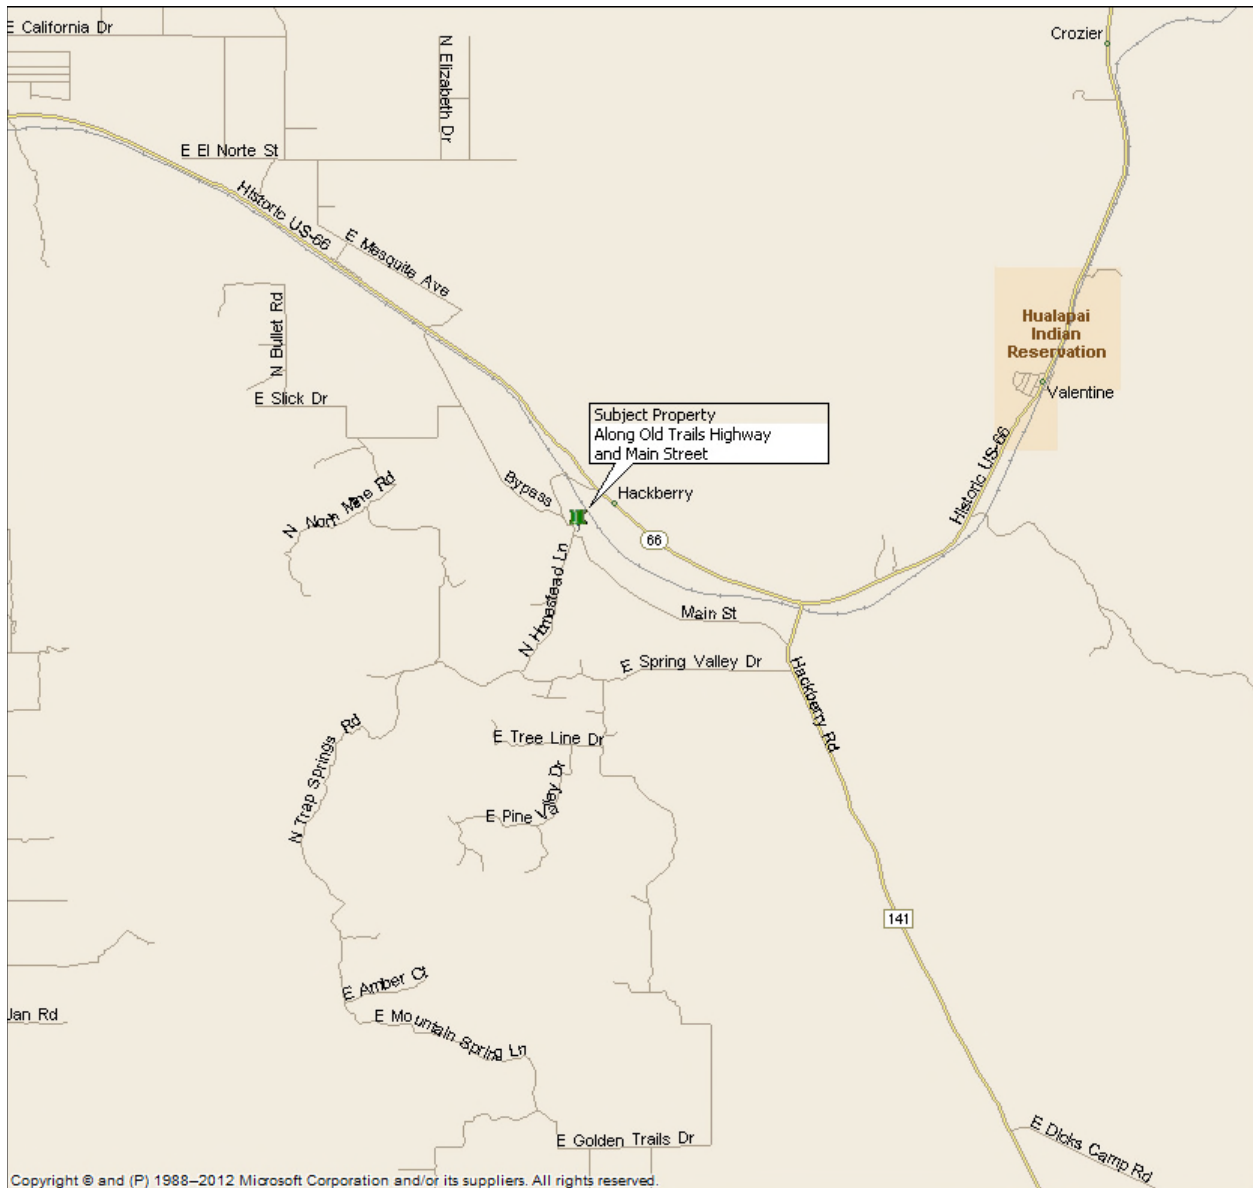 E California Dr
N Elizabeth Dr
Crozier
E El Norte St
Historic US-66
E Mesquite Ave
N Bullet Rd
Hualapai
Indian
Reservation
Valentine
E Slick Dr
Subject Property
Along Old Trails Highway
and Main Street
Historic US-66
Bypass
Hackberry
N North Mine Rd
66
N Homestead Ln
Main St
E Spring Valley Dr
Hackberry Rd
N Trap Springs Rd
E Tree Line Dr
E Pine Valley Dr
141
E Amber Ct
Jan Rd
E Mountain Spring Ln
E Golden Trails Dr
E Dicks Camp Rd
Copyright © and (P) 1988–2012 Microsoft Corporation and/or its suppliers. All rights reserved.